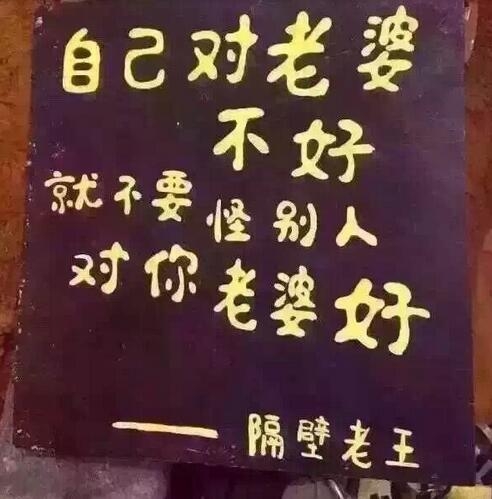 自己对老婆
不好
就不要怪别人
对你老婆好
——隔壁老王